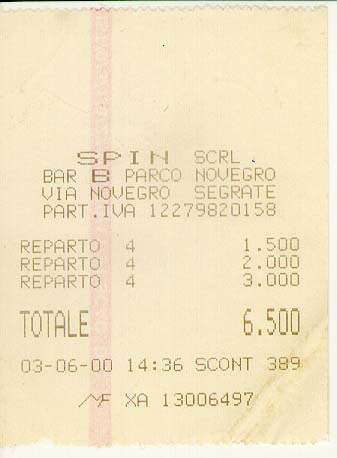 SPIN SCRL
BAR B PARCO NOVEGRO
VIA NOVEGRO SEGRATE
PART.IVA 12279820158
REPARTO 4 1.500
REPARTO 4 2.000
REPARTO 4 3.000
TOTALE 6.500
03-06-00 14:36 SCONT 389
MF XA 13006497